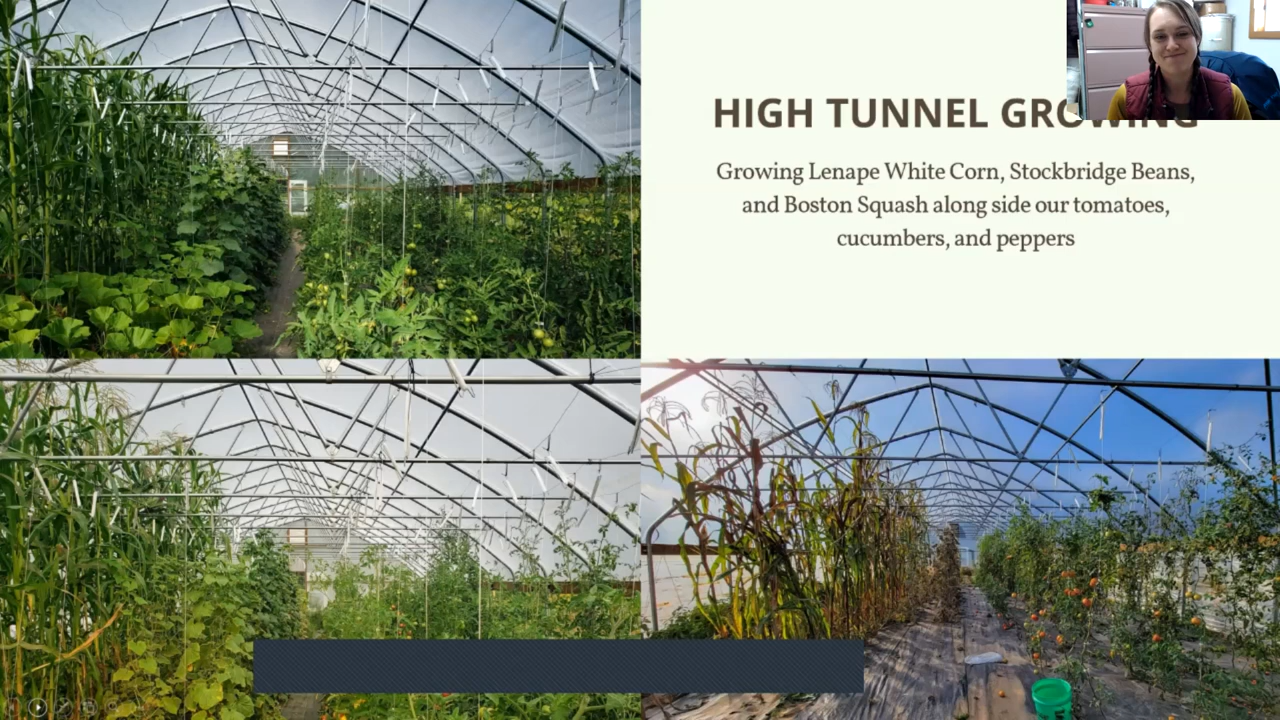 HIGH TUNNEL GROWING
Growing Lenape White Corn, Stockbridge Beans,
and Boston Squash along side our tomatoes,
cucumbers, and peppers